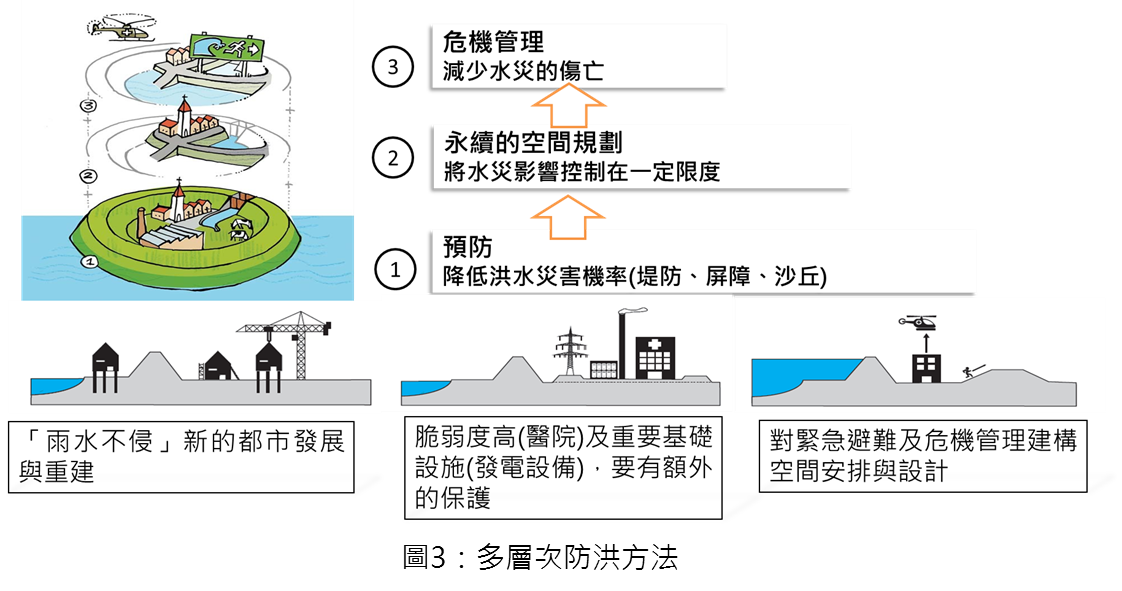 ③
②
①
3
危機管理
減少水災的傷亡
2
永續的空間規劃
將水災影響控制在一定限度
1
預防
降低洪水災害機率(堤防、屏障、沙丘)
「雨水不侵」新的都市發展
與重建
脆弱度高(醫院)及重要基礎
設施(發電設備)，要有額外
的保護
對緊急避難及危機管理建構
空間安排與設計
圖3：多層次防洪方法